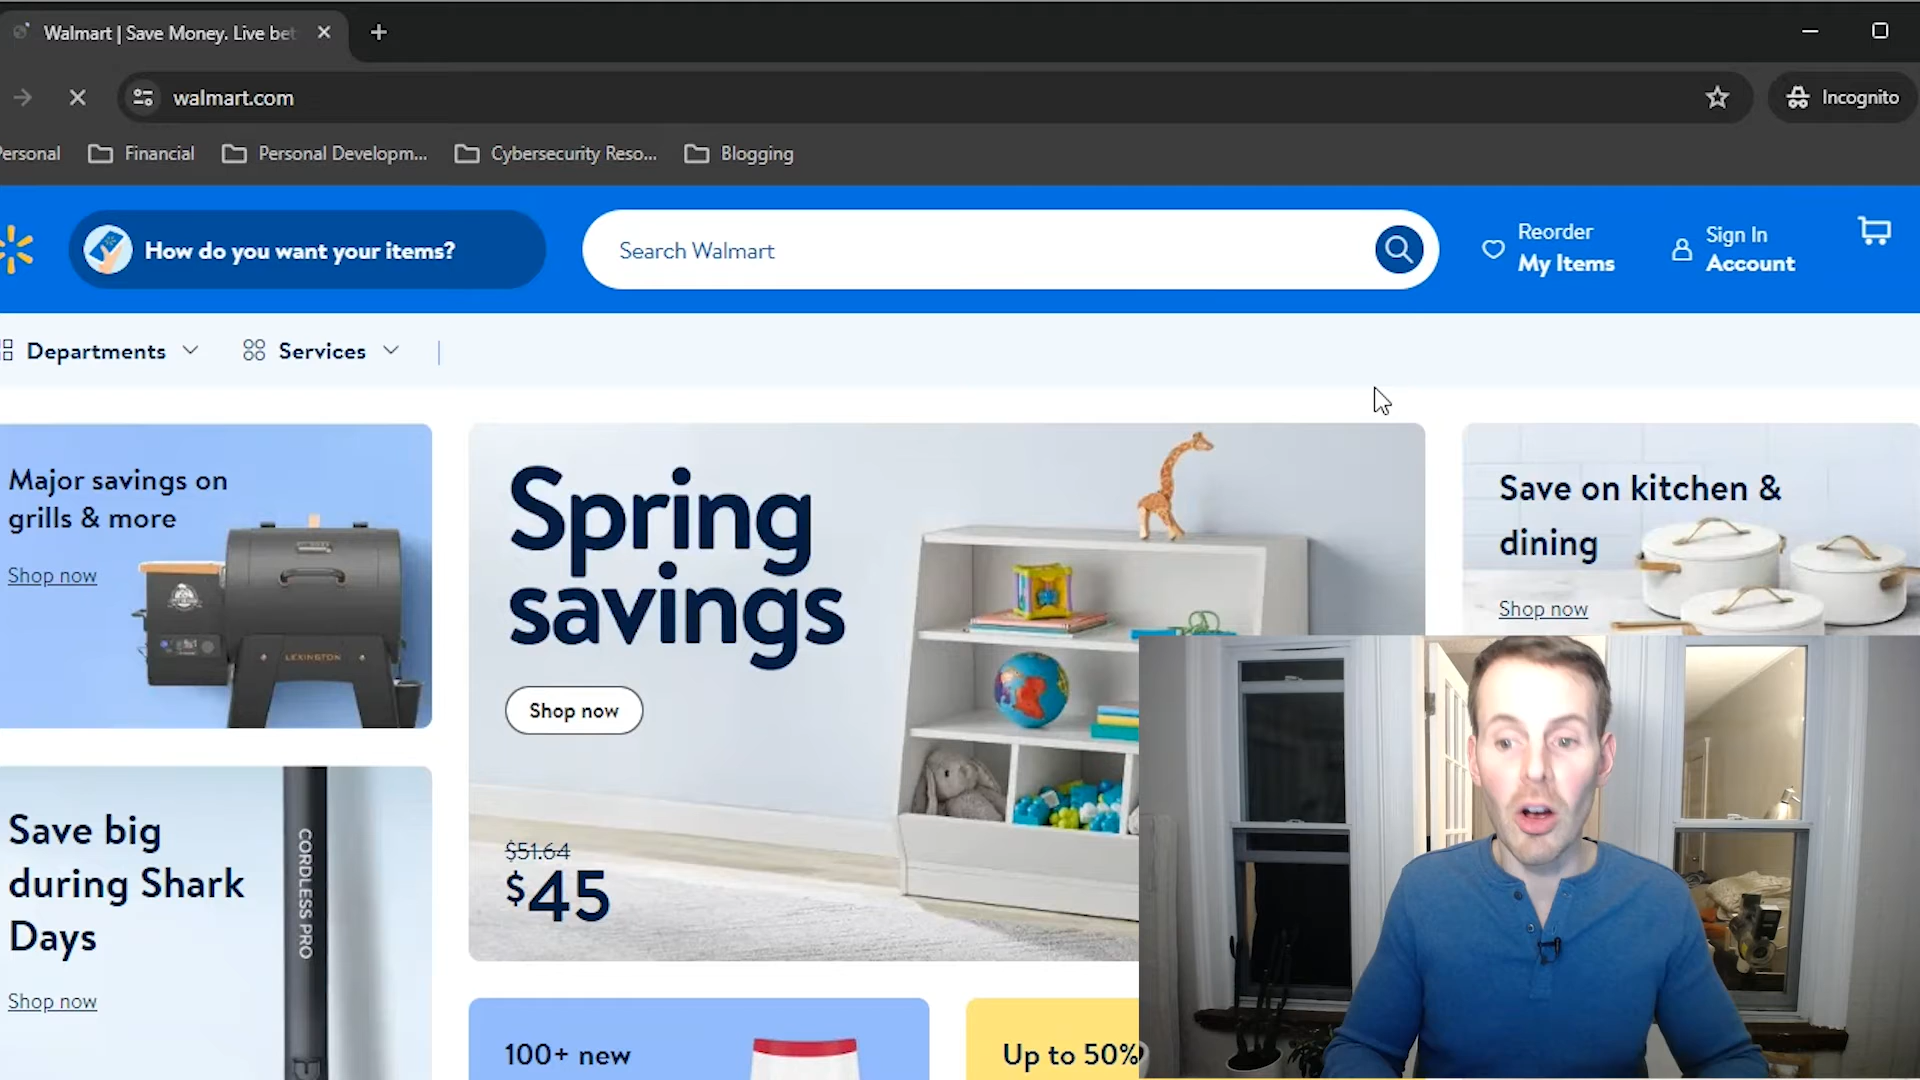 Walmart | Save Money. Live bet
walmart.com
Incognito
Personal
Financial
Personal Developm...
Cybersecurity Reso...
Blogging
How do you want your items?
Search Walmart
Reorder
My Items
Sign In
Account
Departments
Services
Major savings on
grills & more
Shop now
LEXINGTON
Spring
savings
Shop now
$51.64
$45
Save on kitchen &
dining
Shop now
Save big
during Shark
Days
Shop now
CORDLESS PRO
100+ new
Up to 50%